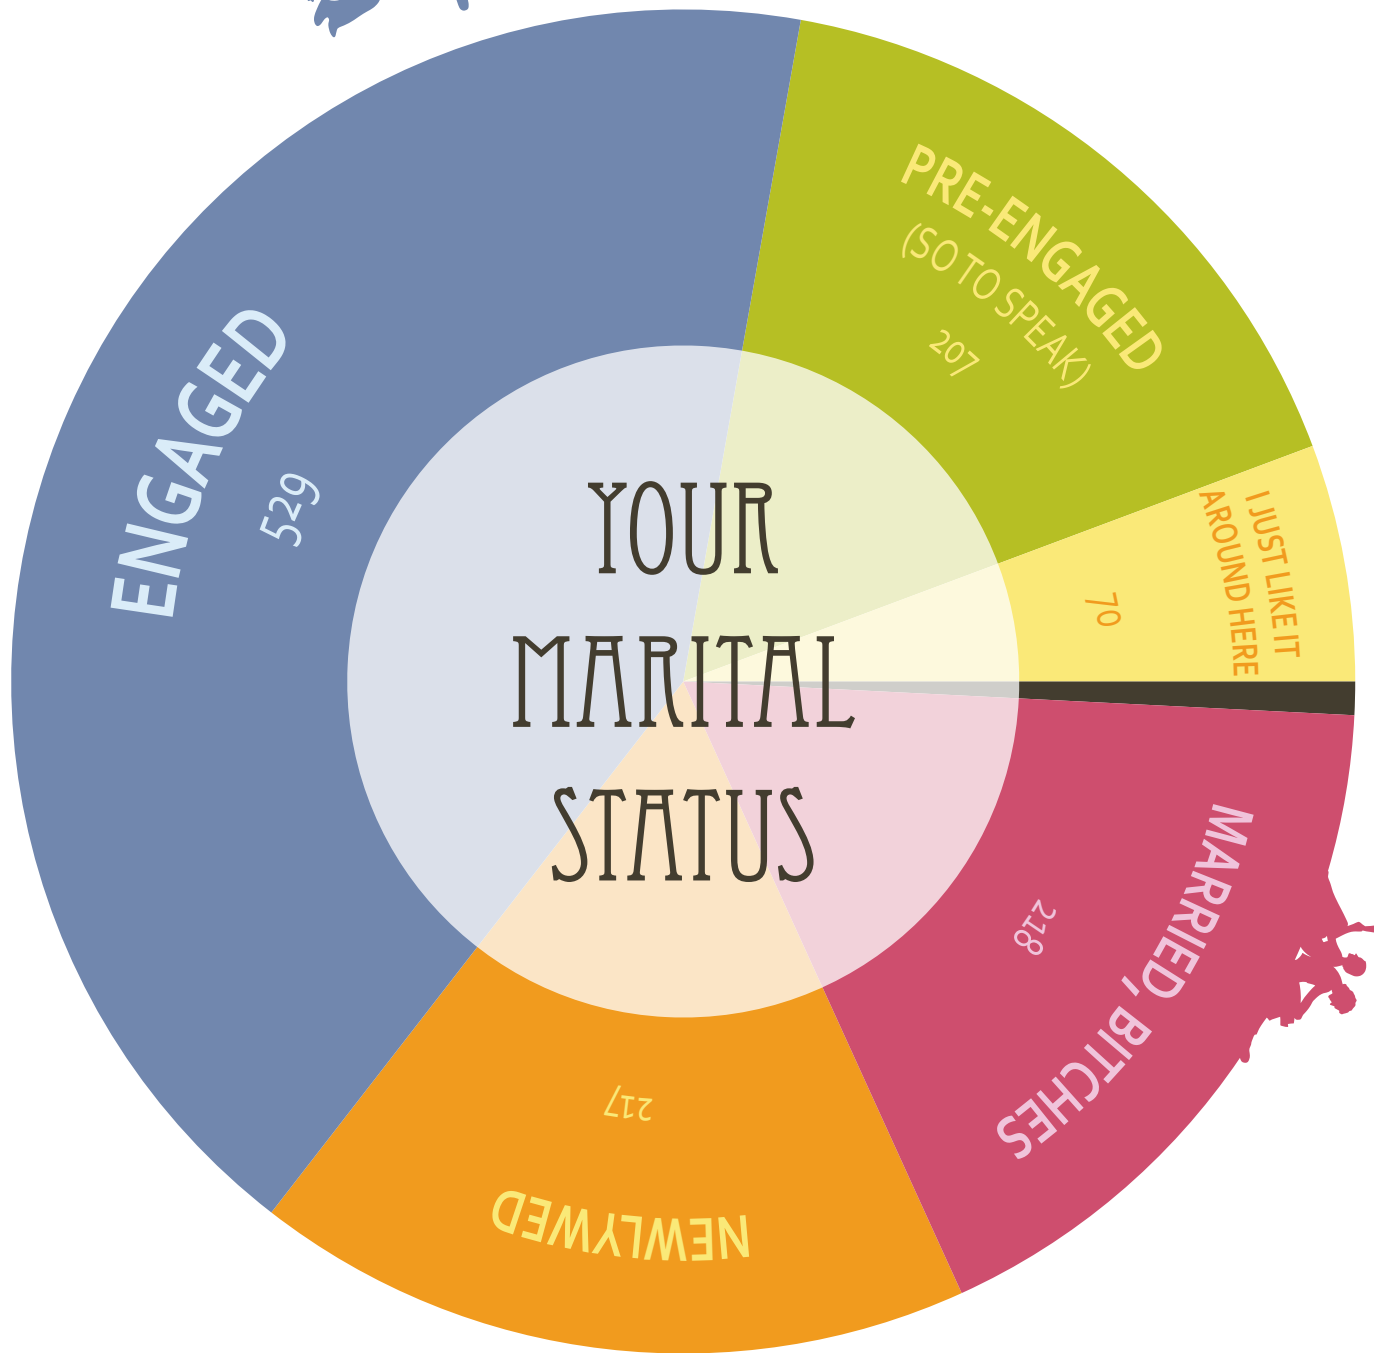 YOUR
MARITAL
STATUS
ENGAGED
529
PRE-ENGAGED
(SO TO SPEAK)
207
I JUST LIKE IT
AROUND HERE
70
MARRIED, BITCHES
218
NEWLYWED
217